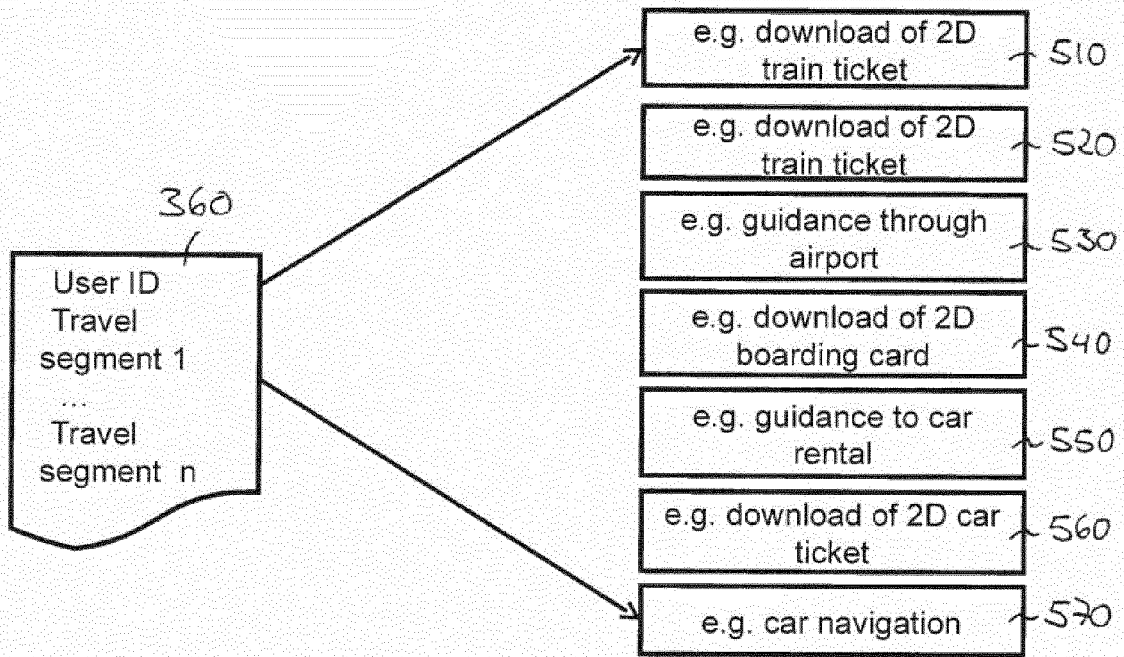 360
User ID
Travel
segment 1
...
Travel
segment n
e.g. download of 2D
train ticket
510
e.g. download of 2D
train ticket
520
e.g. guidance through
airport
530
e.g. download of 2D
boarding card
540
e.g. guidance to car
rental
550
e.g. download of 2D car
ticket
560
e.g. car navigation
570